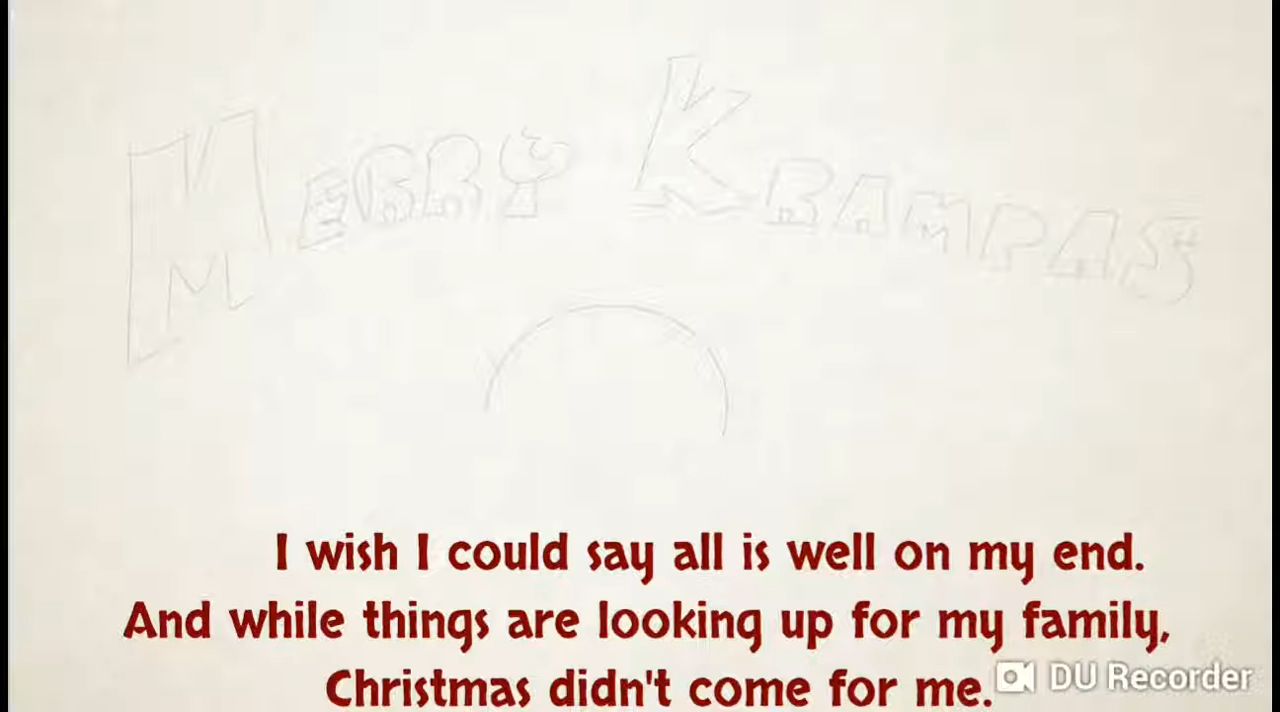 MERRY KRAMPAS
I wish I could say all is well on my end.
And while things are looking up for my family,
Christmas didn't come for me.
DU Recorder